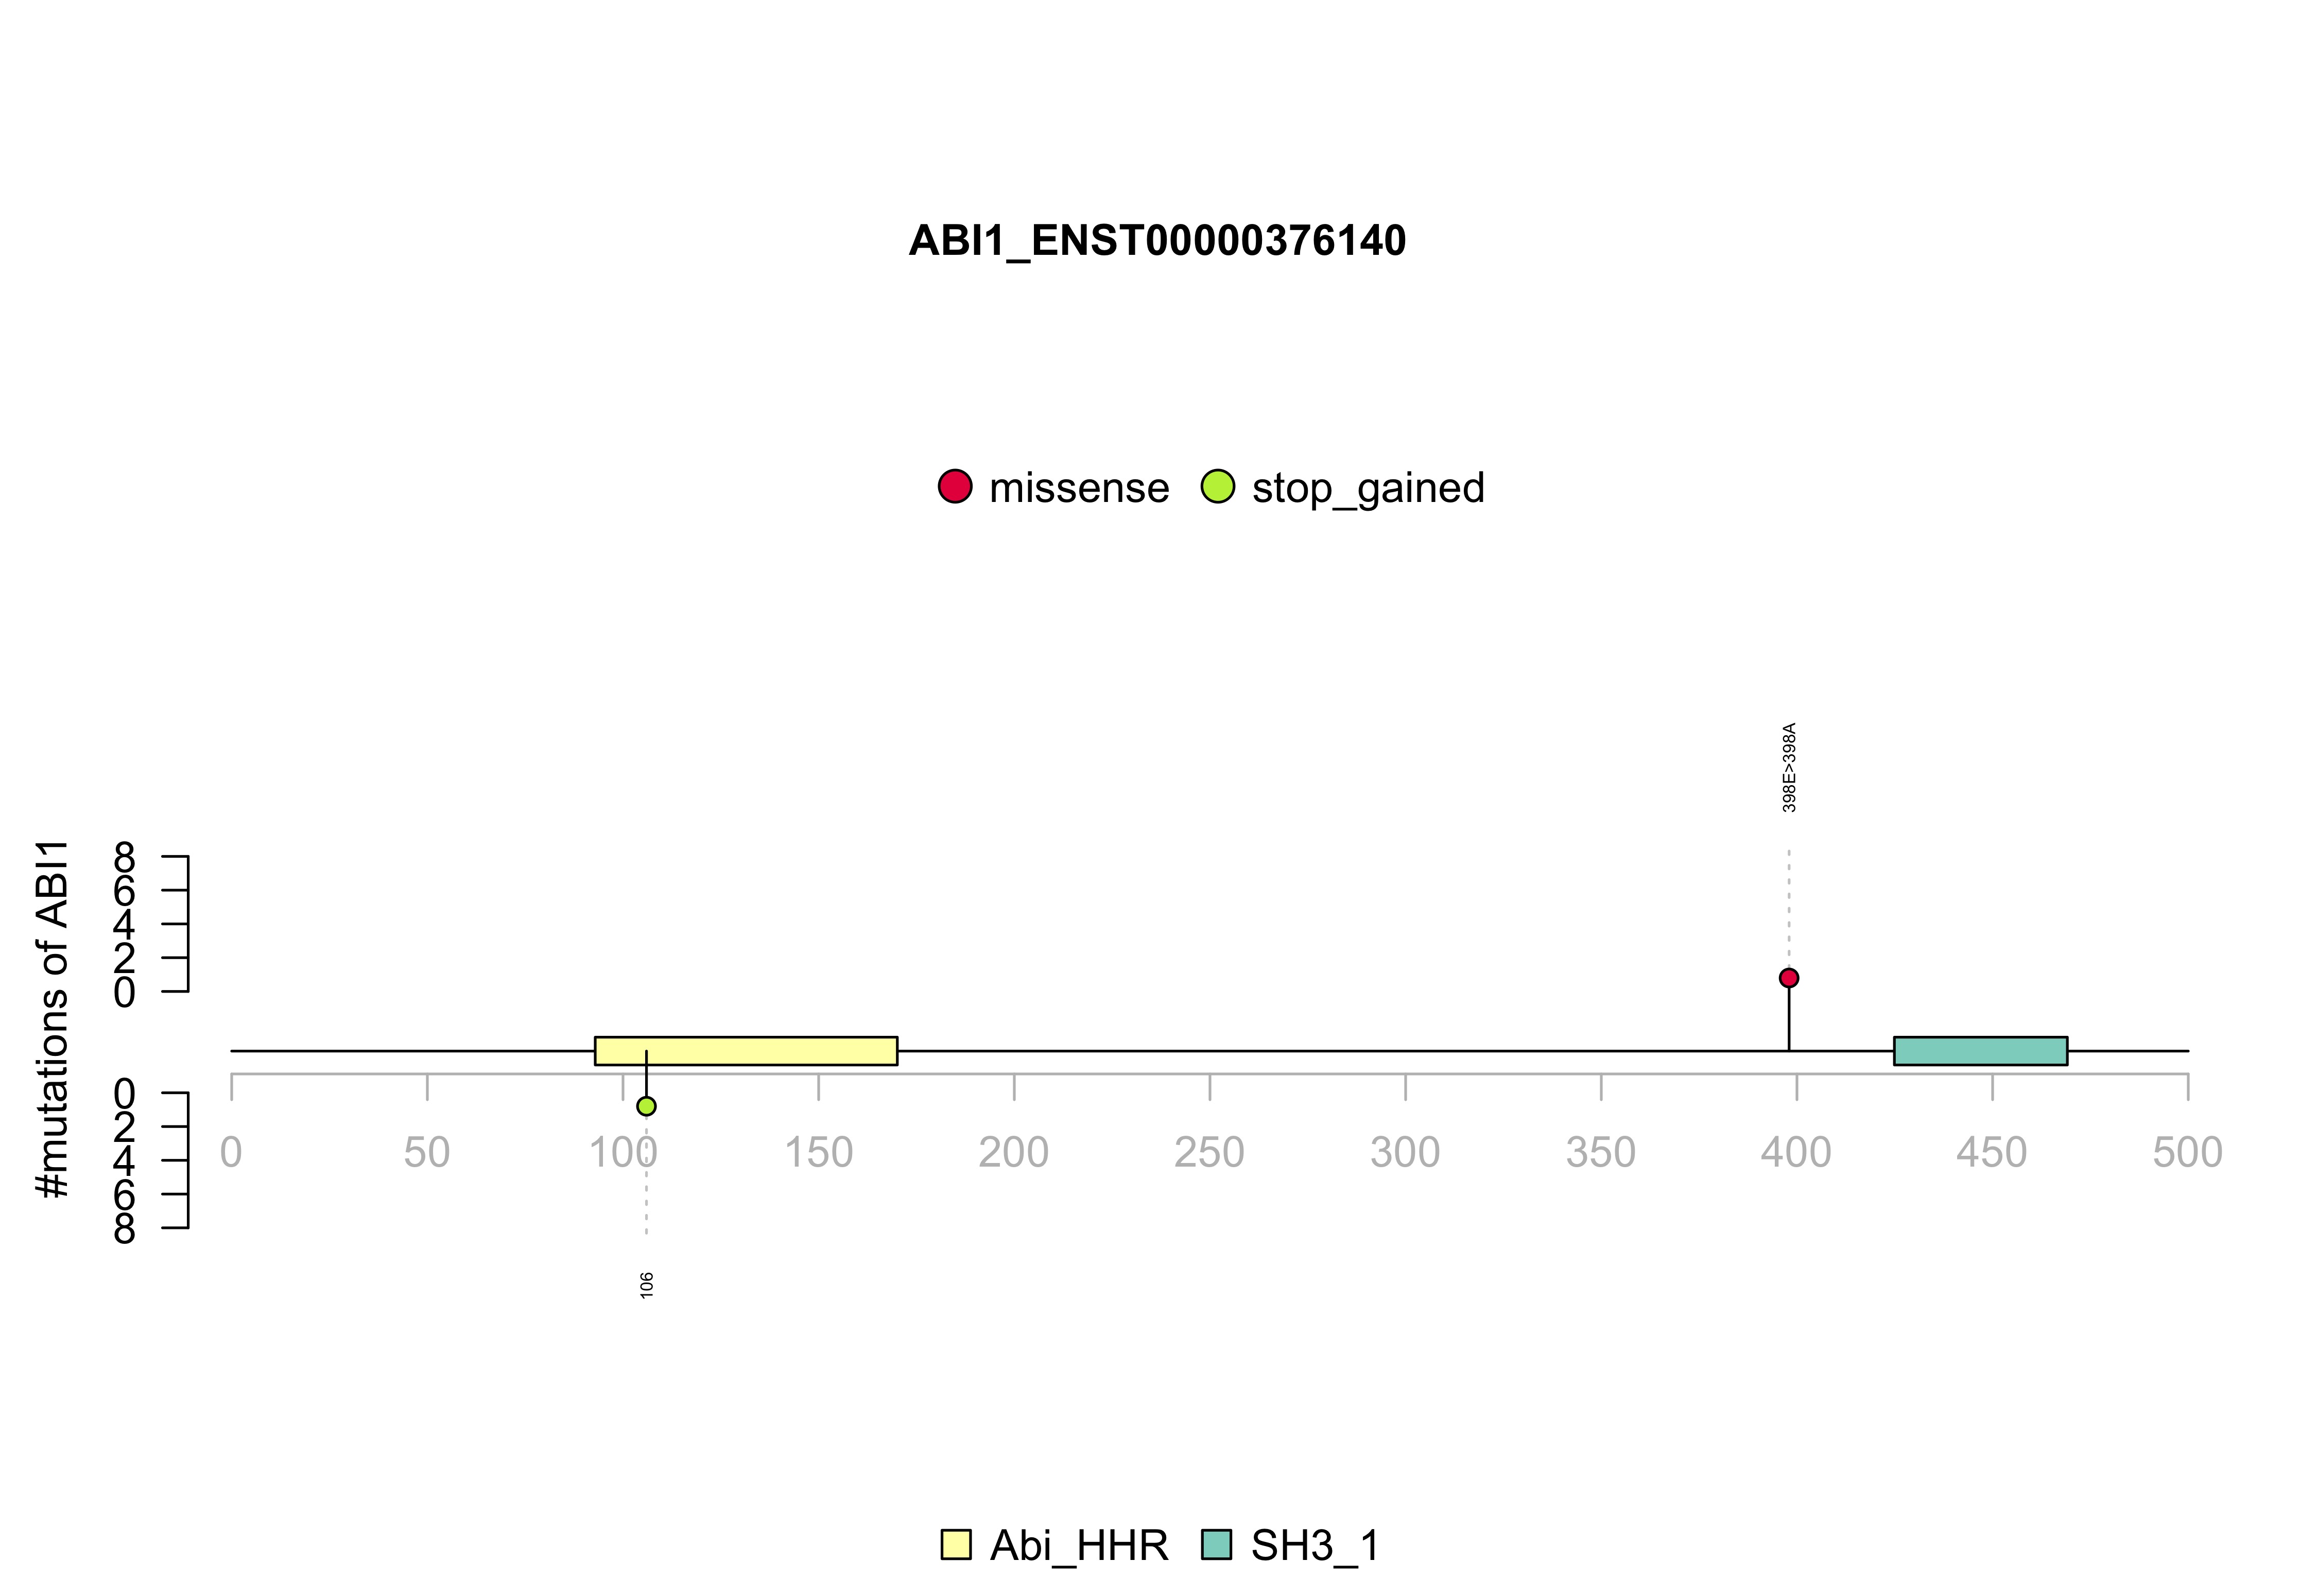 ABI1_ENST00000376140
missense stop_gained
398E>398A
#mutations of ABI1
8
6
4
2
0
0
2
4
6
8
0 50 100 150 200 250 300 350 400 450 500
106
Abi_HHR SH3_1